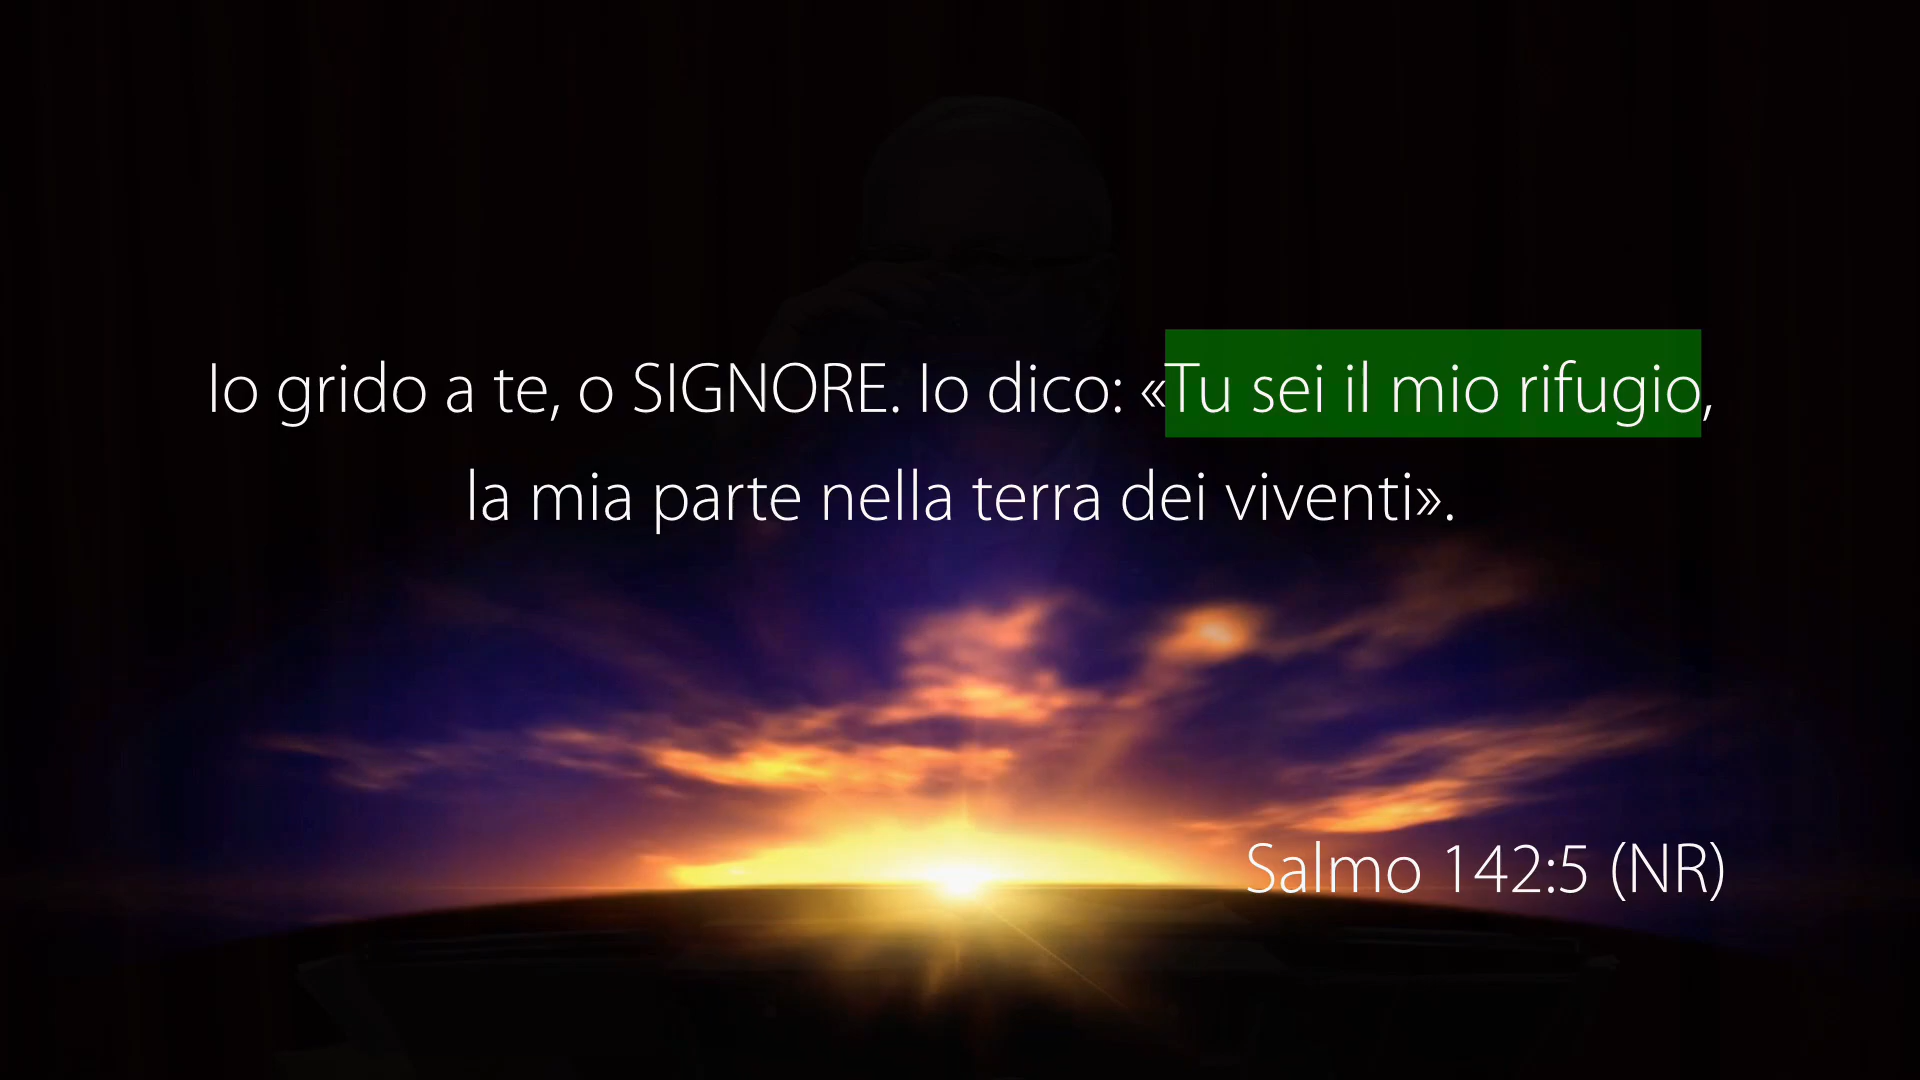 Io grido a te, o SIGNORE. Io dico: «Tu sei il mio rifugio,
la mia parte nella terra dei viventi».
Salmo 142:5 (NR)